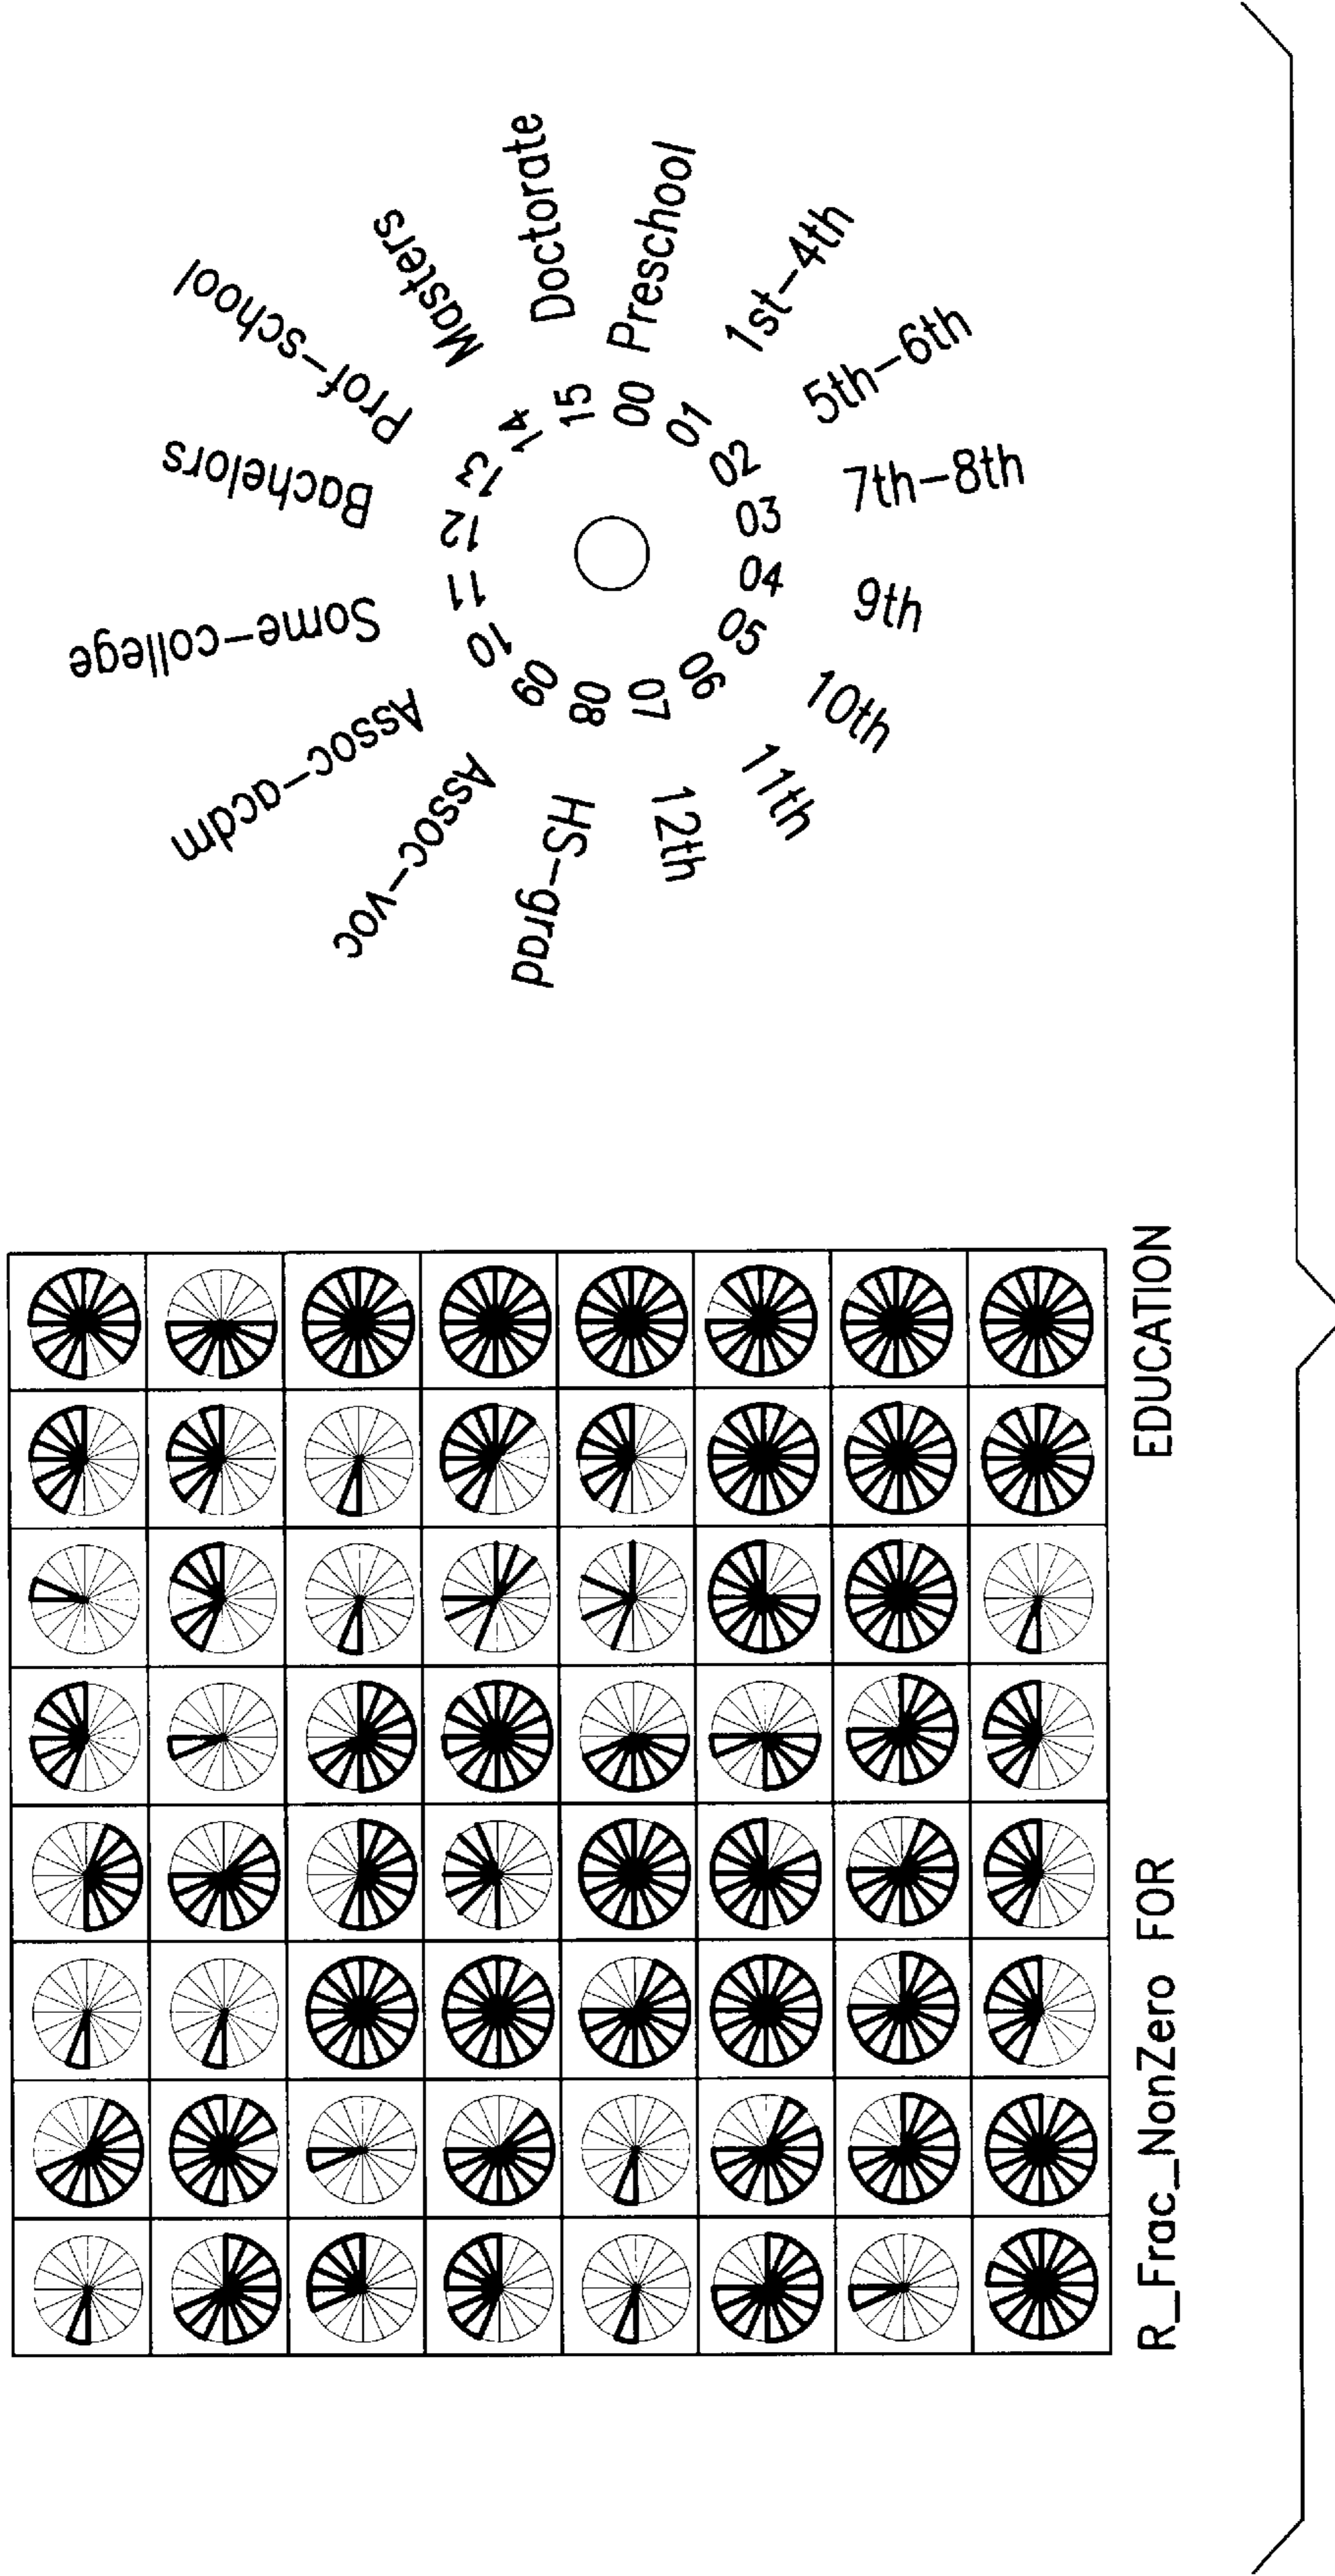 R_Frac_NonZero FOR EDUCATION
00 Preschool
01 1st-4th
02 5th-6th
03 7th-8th
04 9th
05 10th
06 11th
07 12th
08 HS-grad
09 Assoc-voc
10 Assoc-acdm
11 Some-college
12 Bachelors
13 Prof-school
14 Masters
15 Doctorate